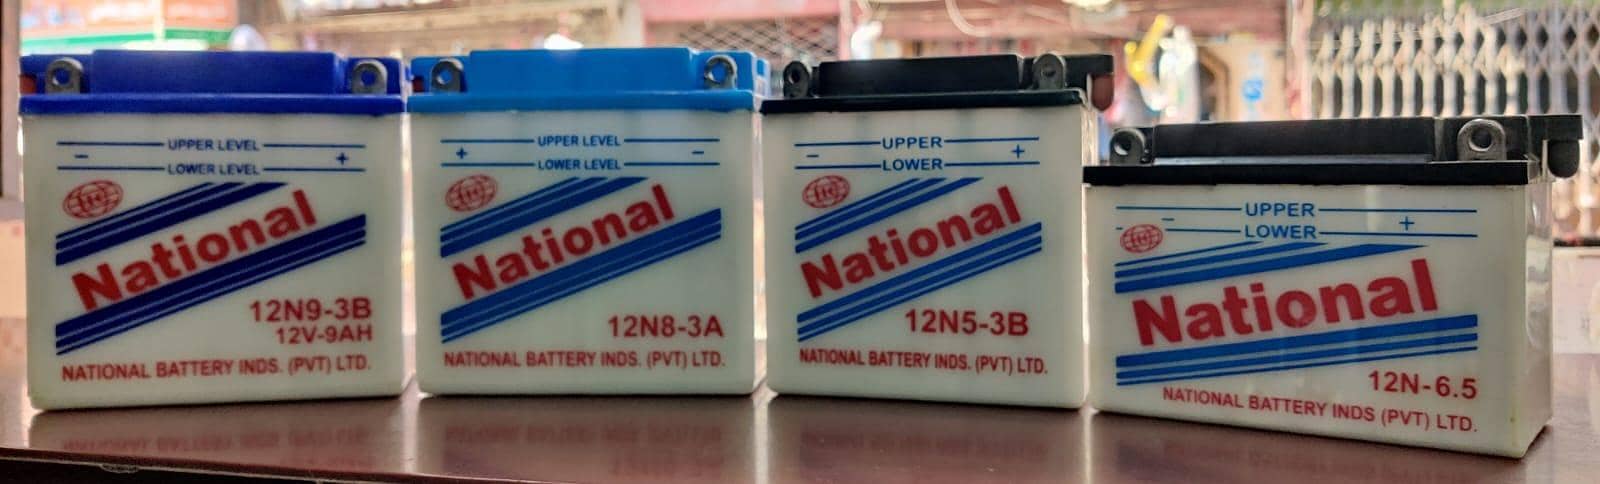 UPPER LEVEL
- +
LOWER LEVEL
National
12N9-3B
12V-9AH
NATIONAL BATTERY INDS. (PVT) LTD.
UPPER LEVEL
+ -
LOWER LEVEL
National
12N8-3A
NATIONAL BATTERY INDS. (PVT) LTD.
UPPER
- +
LOWER
National
12N5-3B
NATIONAL BATTERY INDS. (PVT) LTD.
UPPER
- +
LOWER
National
12N-6.5
NATIONAL BATTERY INDS (PVT) LTD.